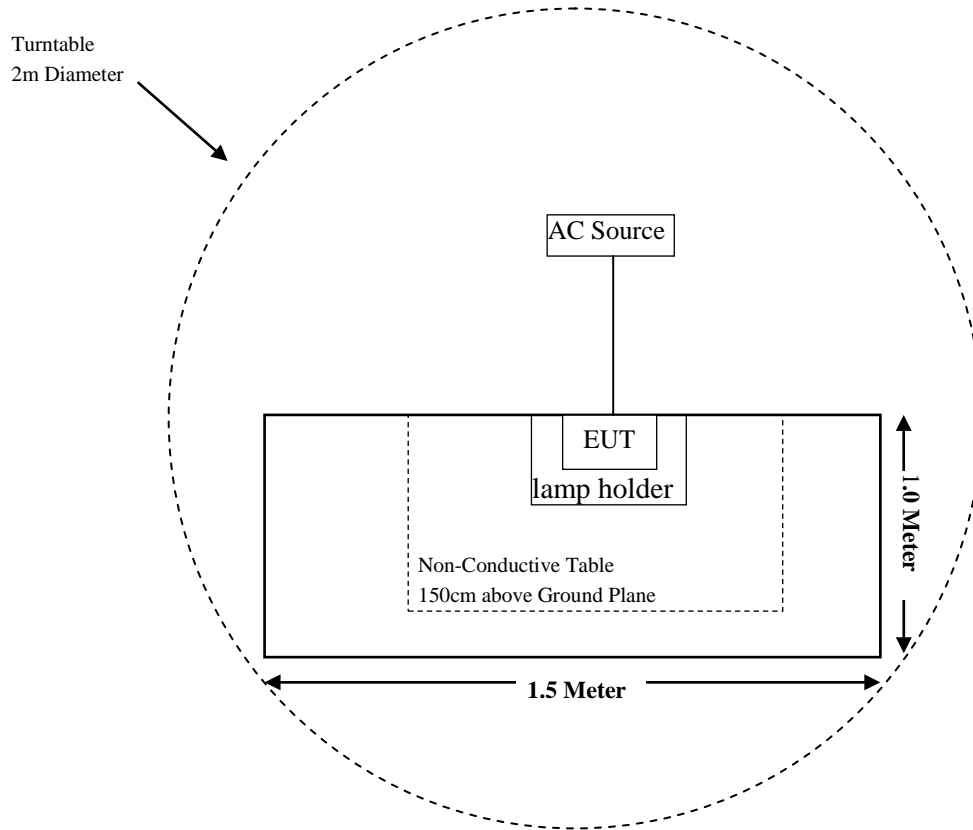 Turntable
2m Diameter
AC Source
EUT
lamp holder
Non-Conductive Table
150cm above Ground Plane
1.0 Meter
1.5 Meter